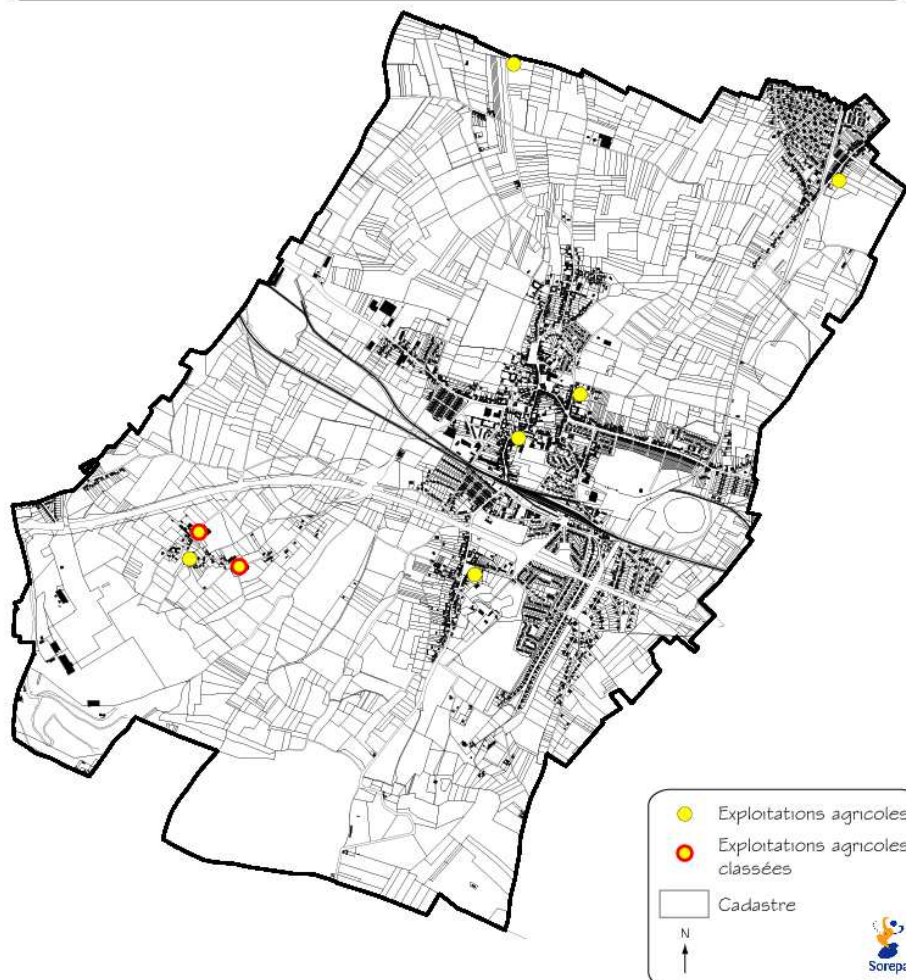 Exploitations agricoles
Exploitations agricoles
classées
Cadastre
N
Sorepa